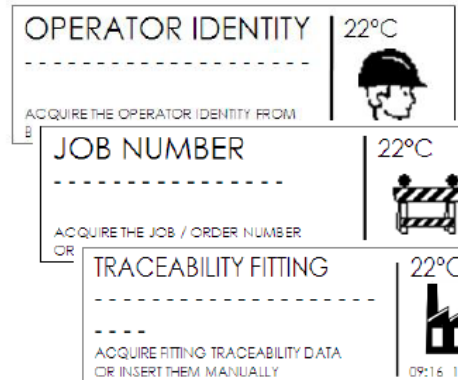 OPERATOR IDENTITY
22°C
- - - - - - - - - - - - - - - - - - - -
ACQUIRE THE OPERATOR IDENTITY FROM
JOB NUMBER
22°C
- - - - - - - - - - - - - - - -
ACQUIRE THE JOB / ORDER NUMBER
OR
TRACEABILITY FITTING
22°C
- - - - - - - - - - - - - - - - - - - -
- - - -
ACQUIRE FITTING TRACEABILITY DATA
OR INSERT THEM MANUALLY
09:16